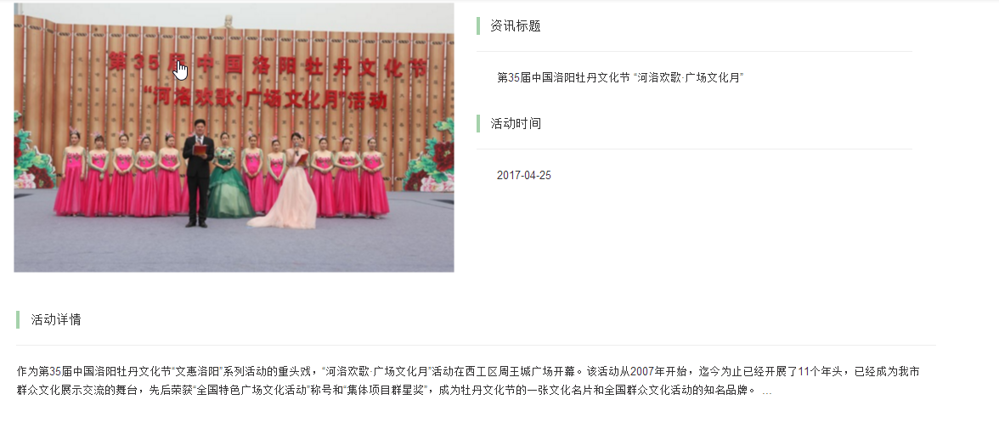 第35届中国洛阳牡丹文化节
“河洛欢歌·广场文化月”活动
资讯标题
第35届中国洛阳牡丹文化节 “河洛欢歌·广场文化月”
活动时间
2017-04-25
活动详情
作为第35届中国洛阳牡丹文化节“文惠洛阳”系列活动的重头戏，“河洛欢歌·广场文化月”活动在西工区周王城广场开幕。该活动从2007年开始，迄今为止已经开展了11个年头，已经成为我市
群众文化展示交流的舞台，先后荣获“全国特色广场文化活动”称号和“集体项目群星奖”，成为牡丹文化节的一张文化名片和全国群众文化活动的知名品牌。 ...